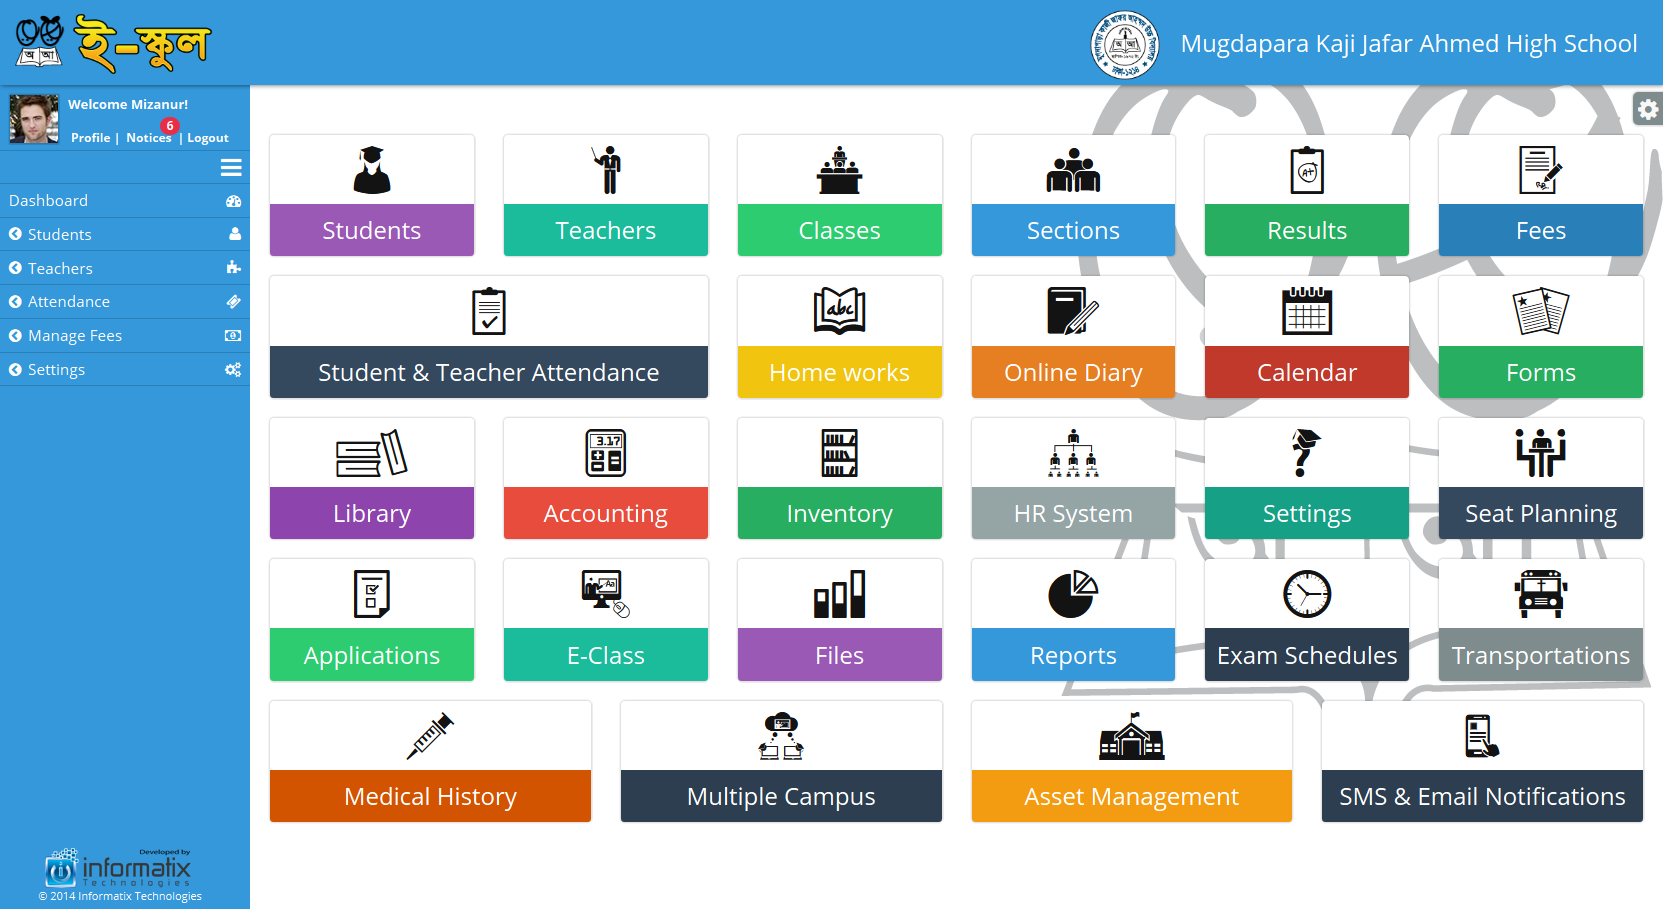 ই-স্কুল
Mugdapara Kaji Jafar Ahmed High School
Welcome Mizanur!
6
Profile | Notices | Logout
Dashboard
Students
Teachers
Attendance
Manage Fees
Settings
Students
Teachers
Classes
A+
Sections
Results
Fees
Student & Teacher Attendance
abc
Home works
Online Diary
Calendar
Forms
Library
3.17
Accounting
Inventory
HR System
Settings
Seat Planning
Applications
Aa
E-Class
Files
Reports
Exam Schedules
Transportations
Medical History
Multiple Campus
Asset Management
SMS & Email Notifications
Developed by
informatix
Technologies
© 2014 Informatix Technologies